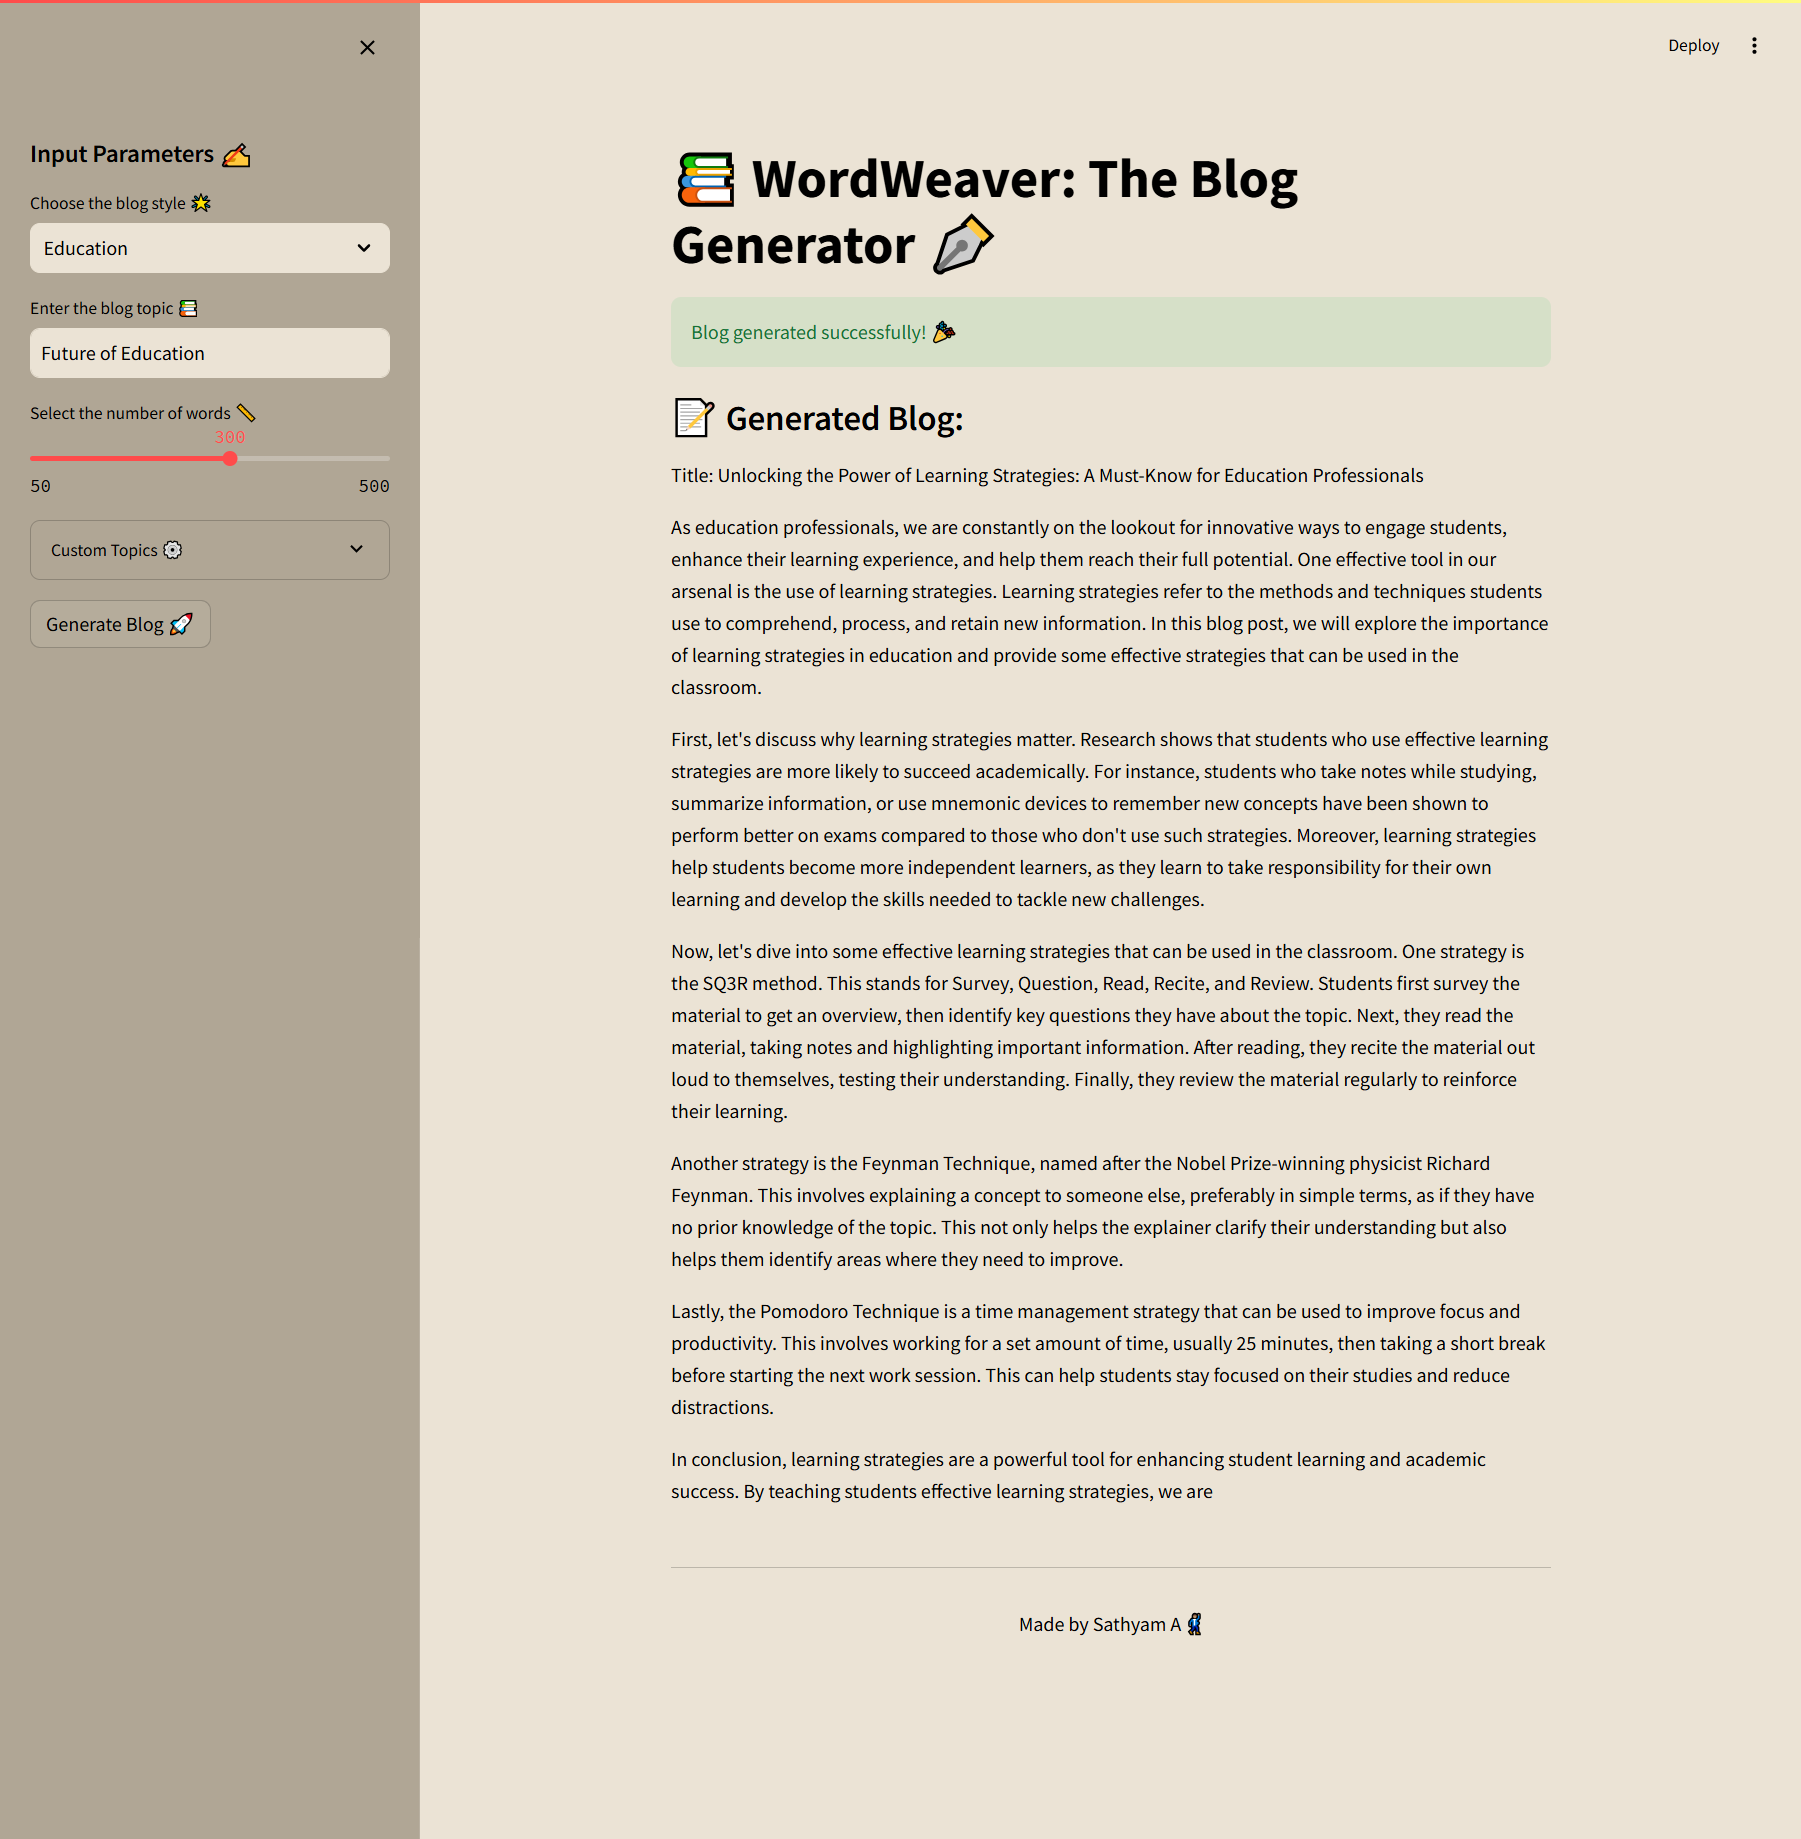 Deploy
Input Parameters ✍️
Choose the blog style 🌟
Education
Enter the blog topic 📚
Future of Education
Select the number of words 📏
300
50 500
Custom Topics ⚙️
Generate Blog 🚀
📚 WordWeaver: The Blog
Generator 🖋️
Blog generated successfully! 🎉
📝 Generated Blog:
Title: Unlocking the Power of Learning Strategies: A Must-Know for Education Professionals
As education professionals, we are constantly on the lookout for innovative ways to engage students,
enhance their learning experience, and help them reach their full potential. One effective tool in our
arsenal is the use of learning strategies. Learning strategies refer to the methods and techniques students
use to comprehend, process, and retain new information. In this blog post, we will explore the importance
of learning strategies in education and provide some effective strategies that can be used in the
classroom.
First, let's discuss why learning strategies matter. Research shows that students who use effective learning
strategies are more likely to succeed academically. For instance, students who take notes while studying,
summarize information, or use mnemonic devices to remember new concepts have been shown to
perform better on exams compared to those who don't use such strategies. Moreover, learning strategies
help students become more independent learners, as they learn to take responsibility for their own
learning and develop the skills needed to tackle new challenges.
Now, let's dive into some effective learning strategies that can be used in the classroom. One strategy is
the SQ3R method. This stands for Survey, Question, Read, Recite, and Review. Students first survey the
material to get an overview, then identify key questions they have about the topic. Next, they read the
material, taking notes and highlighting important information. After reading, they recite the material out
loud to themselves, testing their understanding. Finally, they review the material regularly to reinforce
their learning.
Another strategy is the Feynman Technique, named after the Nobel Prize-winning physicist Richard
Feynman. This involves explaining a concept to someone else, preferably in simple terms, as if they have
no prior knowledge of the topic. This not only helps the explainer clarify their understanding but also
helps them identify areas where they need to improve.
Lastly, the Pomodoro Technique is a time management strategy that can be used to improve focus and
productivity. This involves working for a set amount of time, usually 25 minutes, then taking a short break
before starting the next work session. This can help students stay focused on their studies and reduce
distractions.
In conclusion, learning strategies are a powerful tool for enhancing student learning and academic
success. By teaching students effective learning strategies, we are
Made by Sathyam A